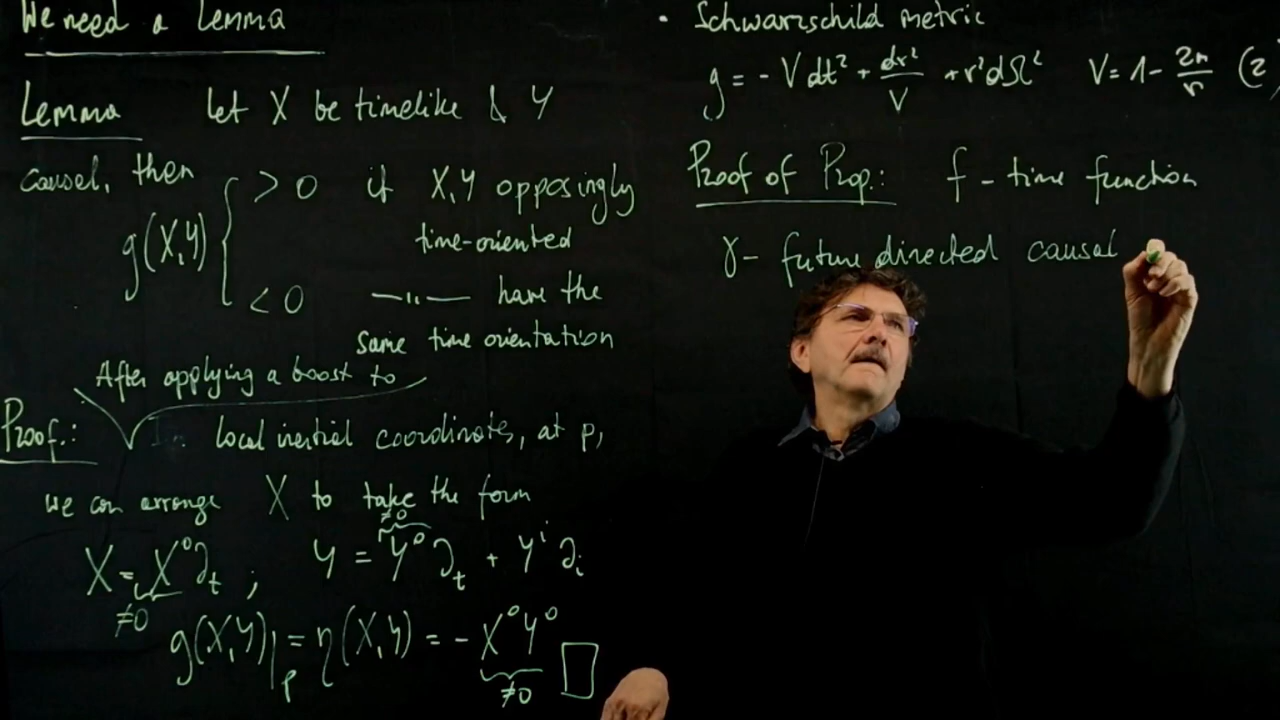 We need a Lemma
Lemma Let X be timelike & Y
causal, then
g(X,Y) { > 0 if X,Y opposingly
time-oriented
< 0 —"— have the
same time orientation
After applying a boost to
Proof.: local inertial coordinates, at p,
we can arrange X to take the form
X = X⁰∂ₜ ; Y = Y⁰∂ₜ + Yⁱ∂ᵢ
≠0 ≠0
g(X,Y)|ₚ = η(X,Y) = - X⁰Y⁰ □
≠0
• Schwarzschild metric
g = - V dt² + dr²/V + r²dΩ² V = 1 - 2m/r (2
Proof of Prop.: f - time function
γ - future directed causal